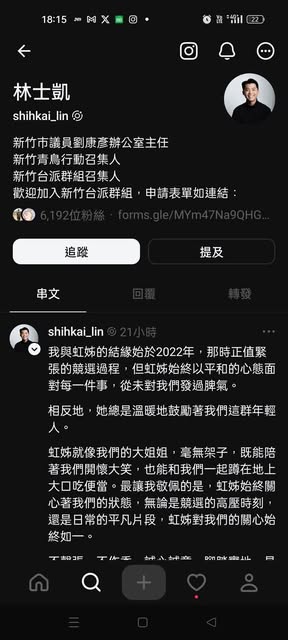 18:15
22
林士凱
shihkai_lin
新竹市議員劉康彥辦公室主任
新竹青鳥行動召集人
新竹台派群組召集人
歡迎加入新竹台派群組，申請表單如連結：
6,192位粉絲 · forms.gle/MYm47Na9QHG...
追蹤
提及
串文
回覆
轉發
shihkai_lin 21小時
我與虹姊的結緣始於2022年，那時正值緊
張的競選過程，但虹姊始終以平和的心態面
對每一件事，從未對我們發過脾氣。
相反地，她總是溫暖地鼓勵著我們這群年輕
人。
虹姊就像我們的大姐姐，毫無架子，既能陪
著我們開懷大笑，也能和我們一起蹲在地上
大口吃便當。最讓我敬佩的是，虹姊始終關
心著我們的狀態，無論是競選的高壓時刻，
還是日常的平凡片段，虹姊對我們的關心始
終如一。